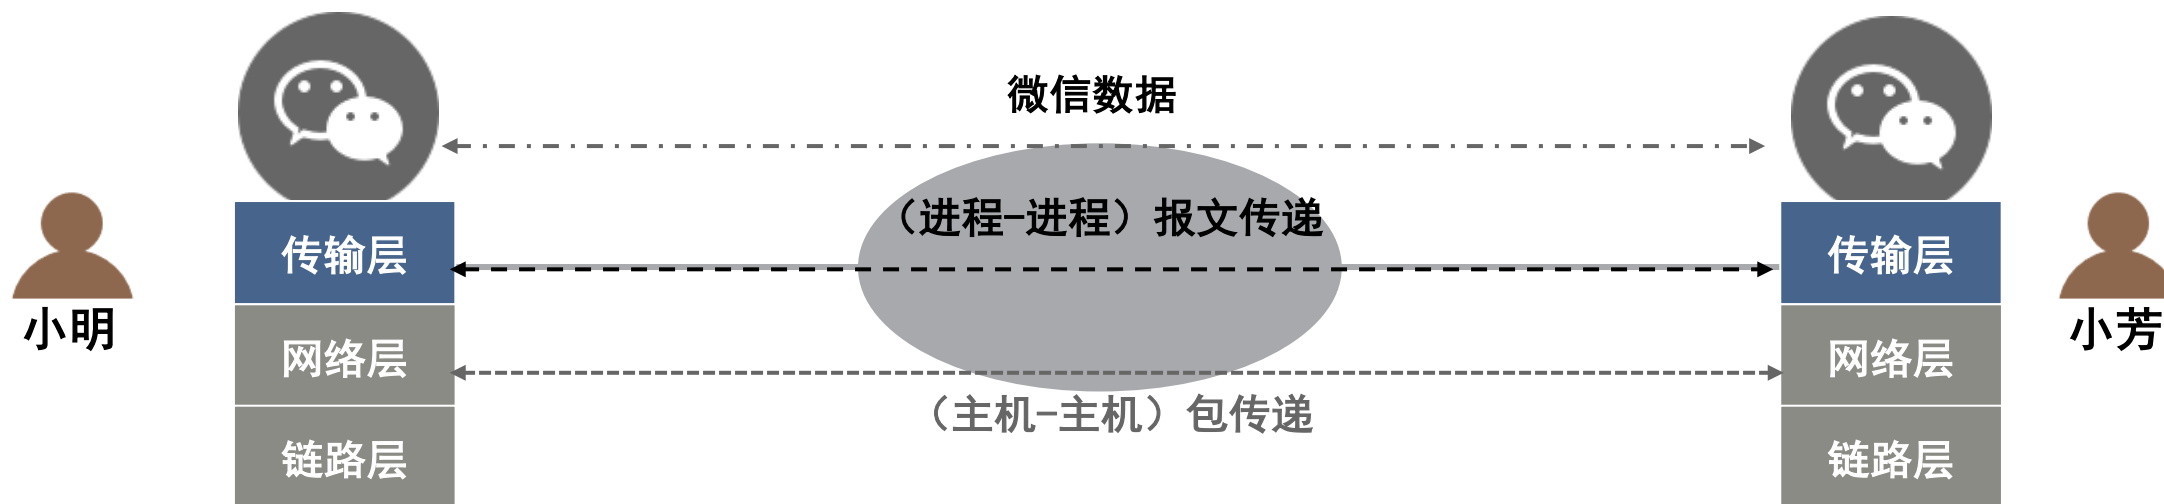 微信数据
(进程-进程)报文传递
传输层
传输层
小明
小芳
网络层
网络层
(主机-主机)包传递
链路层
链路层